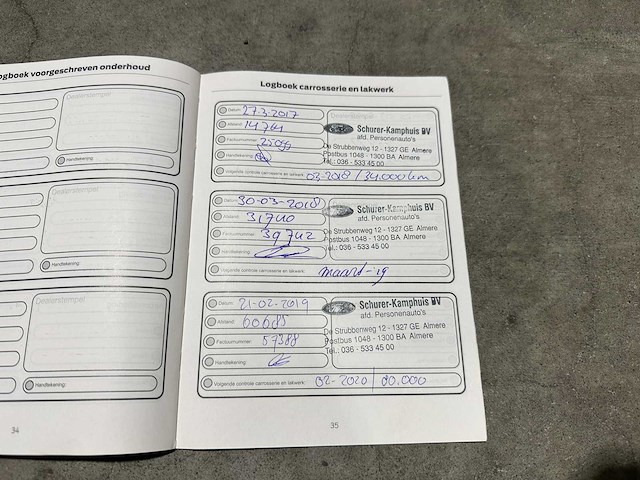 ogboek voorgeschreven onderhoud
Dealerstempel
Handtekening:
Dealerstempel
Handtekening:
Dealerstempel
Handtekening:
34
Logboek carrosserie en lakwerk
Datum: 27-3-2017
Afstand: 14744
Factuurnummer: 25099
Handtekening:
Schurer-Kamphuis BV
afd. Personenauto's
De Strubbenweg 12 - 1327 GE Almere
Postbus 1048 - 1300 BA Almere
Tel.: 036 - 533 45 00
Volgende controle carrosserie en lakwerk: 03-2018 / 34.000 km
Datum: 30-03-2018
Afstand: 31740
Factuurnummer: 39742
Handtekening:
Schurer-Kamphuis BV
afd. Personenauto's
De Strubbenweg 12 - 1327 GE Almere
Postbus 1048 - 1300 BA Almere
Tel.: 036 - 533 45 00
Volgende controle carrosserie en lakwerk: maart-19
Datum: 21-02-2019
Afstand: 60685
Factuurnummer: 57388
Handtekening:
Schurer-Kamphuis BV
afd. Personenauto's
De Strubbenweg 12 - 1327 GE Almere
Postbus 1048 - 1300 BA Almere
Tel.: 036 - 533 45 00
Volgende controle carrosserie en lakwerk: 02-2020 / 80.000
35